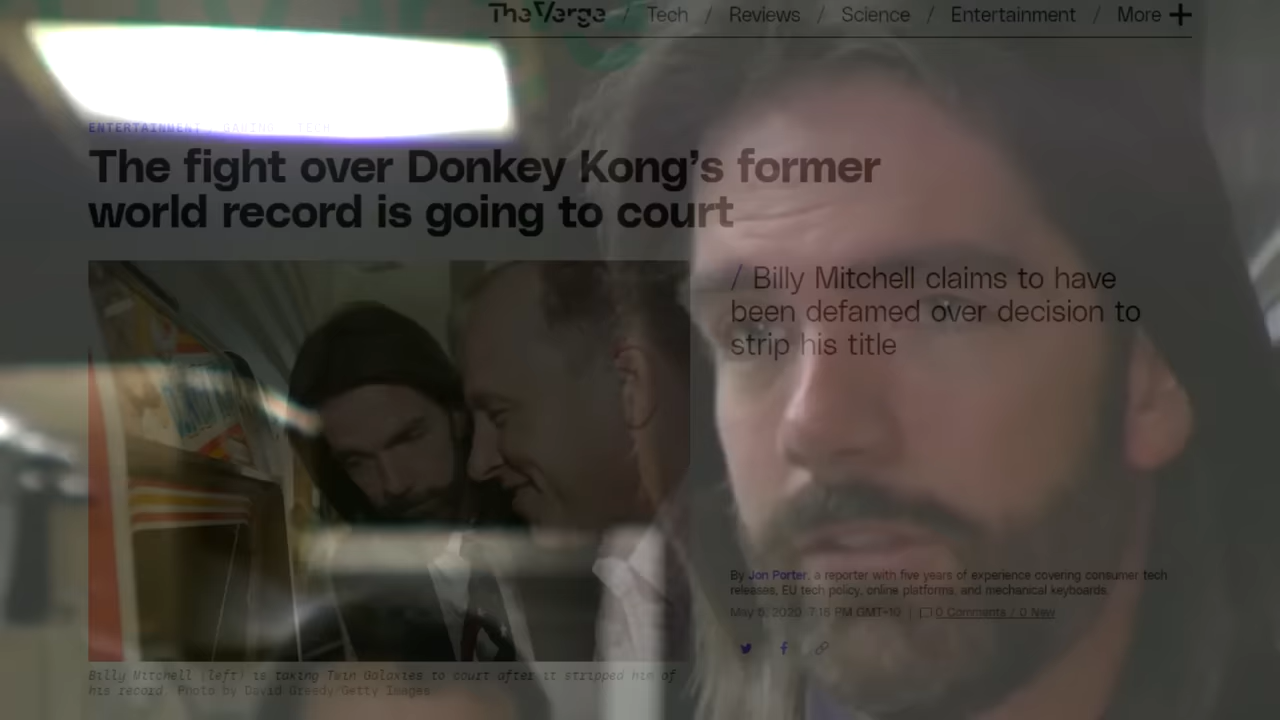 TheVerge / Tech / Reviews / Science / Entertainment / More +
ENTERTAINMENT GAMING TECH
The fight over Donkey Kong's former
world record is going to court
/ Billy Mitchell claims to have
been defamed over decision to
strip his title
By Jon Porter, a reporter with five years of experience covering consumer tech
releases, EU tech policy, online platforms, and mechanical keyboards.
May 5, 2020, 7:15 PM GMT-10 | 0 Comments / 0 New
Billy Mitchell (left) is taking Twin Galaxies to court after it stripped him of
his record. Photo by David Greedy/Getty Images